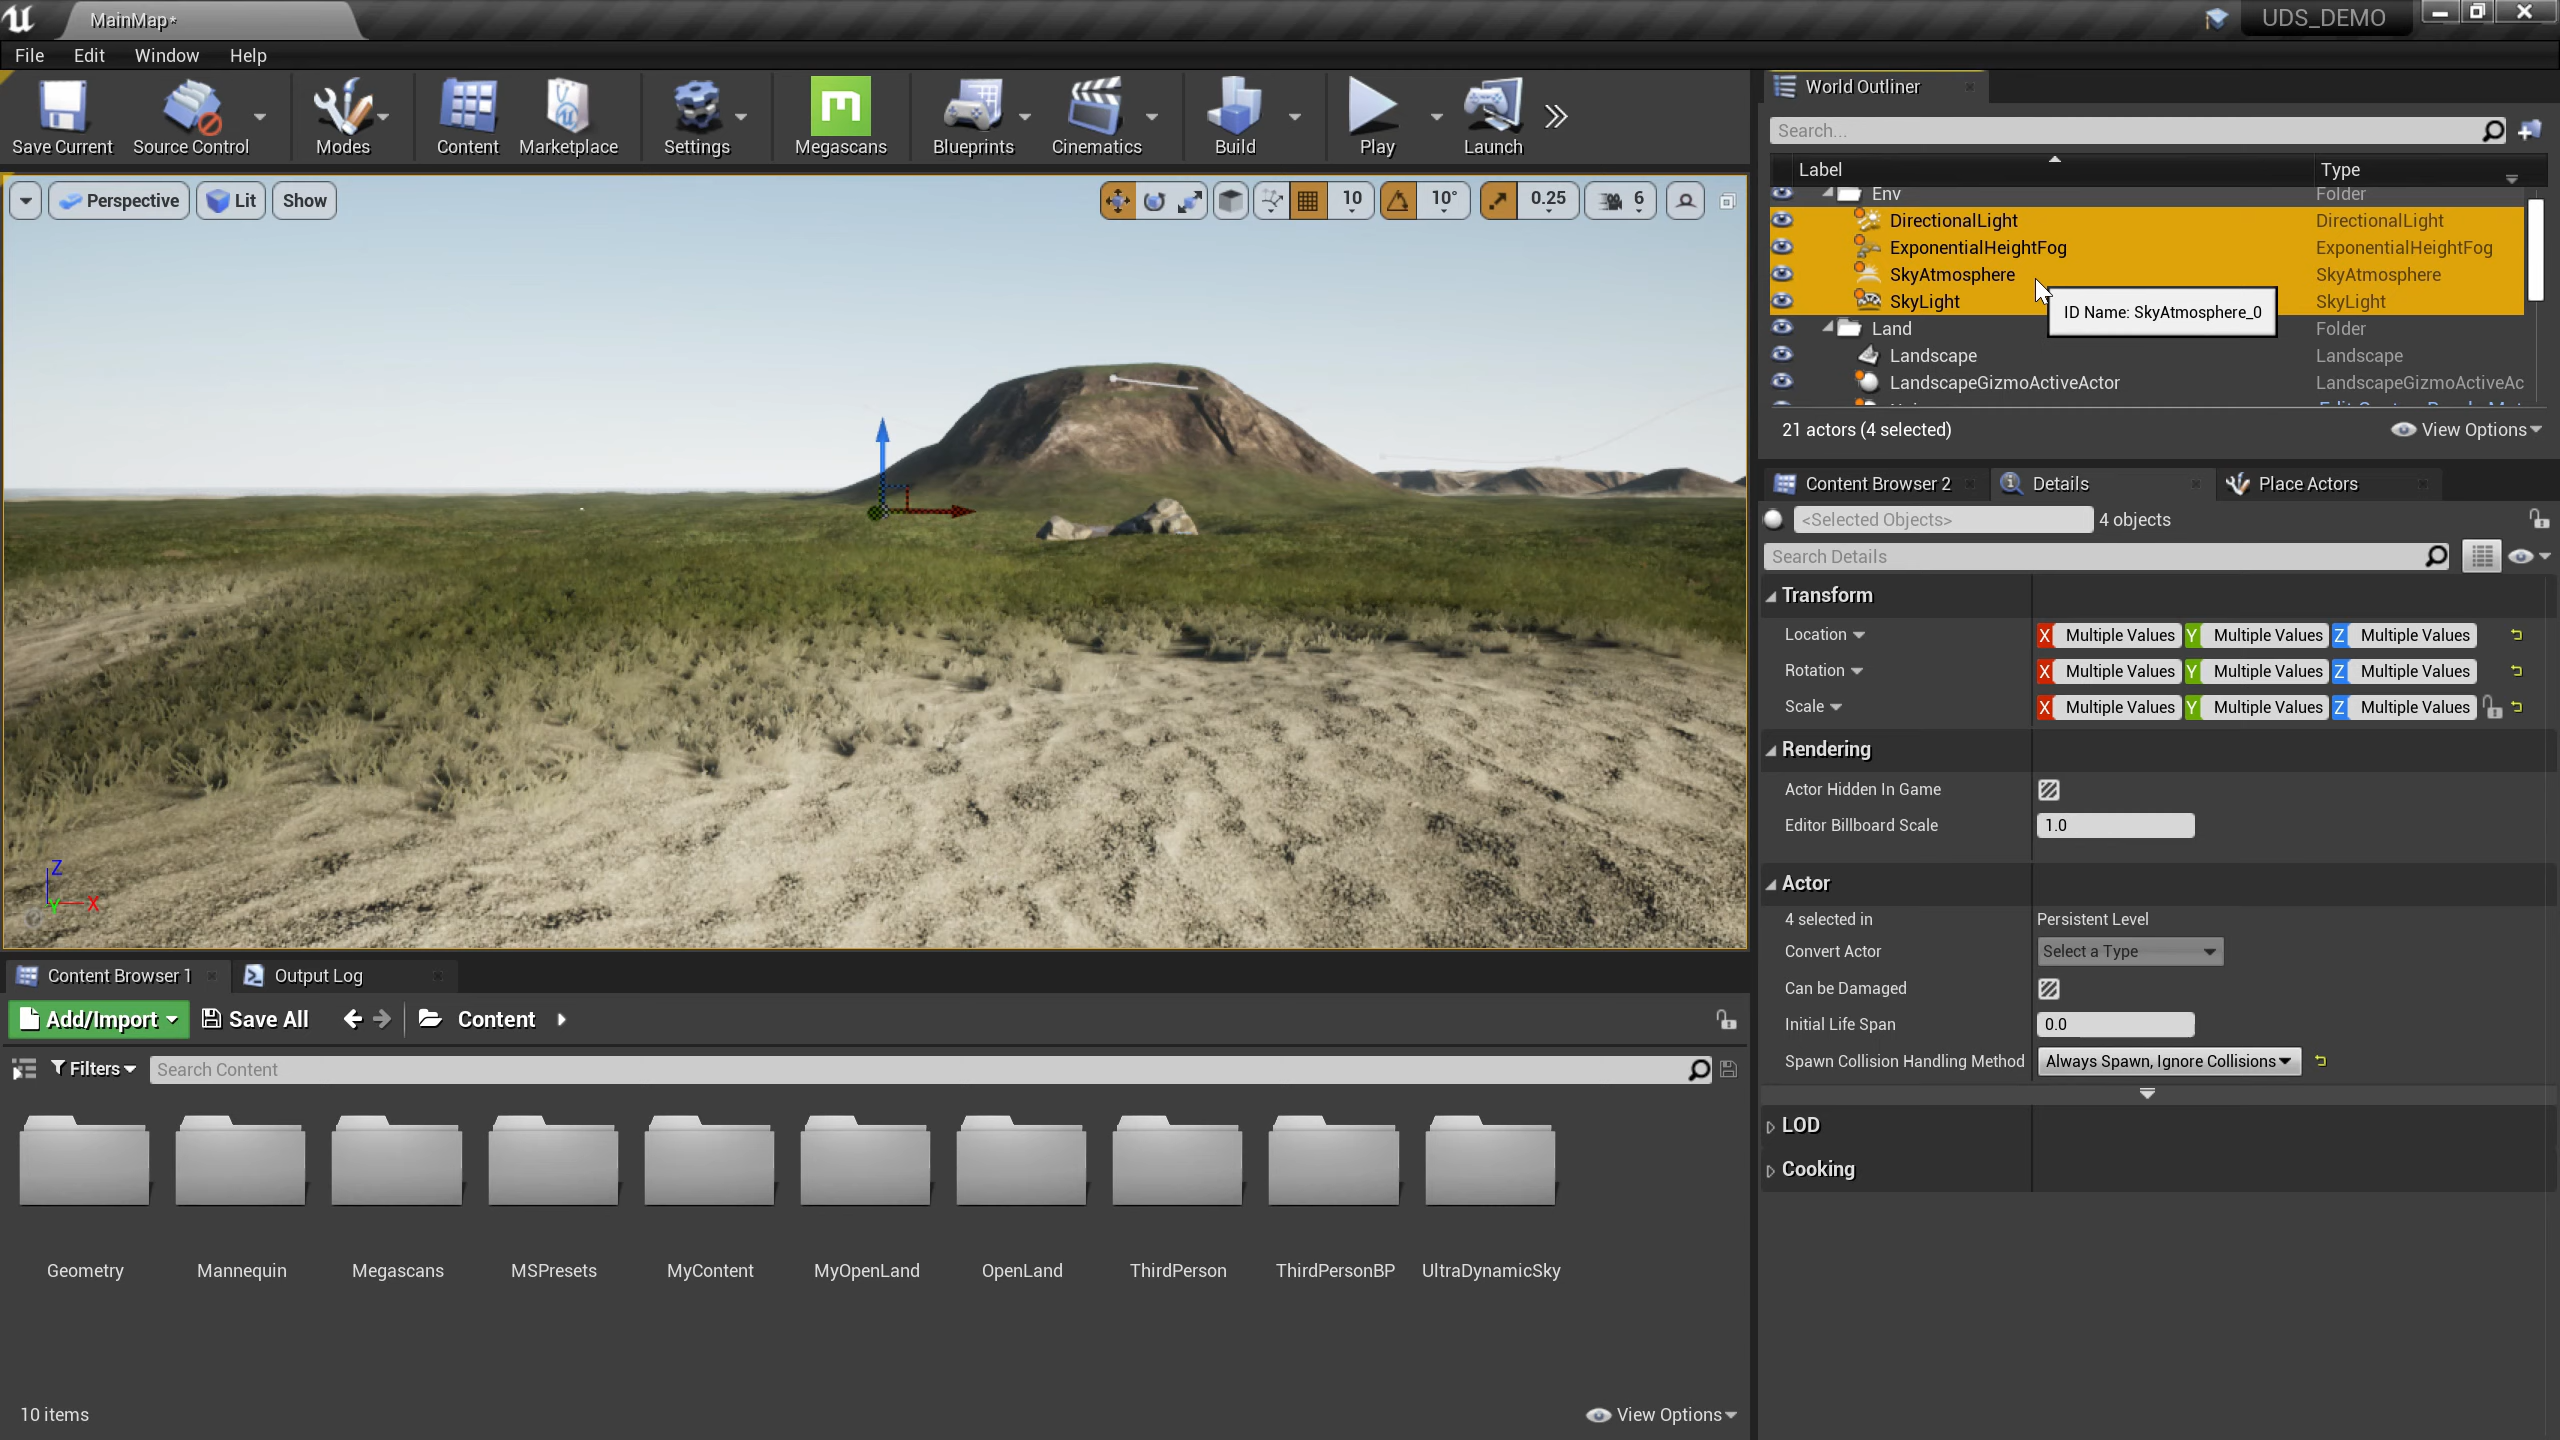 MainMap*
UDS_DEMO
File Edit Window Help
Save Current
Source Control
Modes
Content
Marketplace
Settings
Megascans
Blueprints
Cinematics
Build
Play
Launch
Perspective
Lit
Show
10
10°
0.25
6
World Outliner
Search...
Label Type
Env Folder
DirectionalLight DirectionalLight
ExponentialHeightFog ExponentialHeightFog
SkyAtmosphere SkyAtmosphere
SkyLight SkyLight
ID Name: SkyAtmosphere_0
Land Folder
Landscape Landscape
LandscapeGizmoActiveActor LandscapeGizmoActiveAc
21 actors (4 selected)
View Options
Content Browser 2
Details
Place Actors
<Selected Objects> 4 objects
Search Details
Transform
Location X Multiple Values Y Multiple Values Z Multiple Values
Rotation X Multiple Values Y Multiple Values Z Multiple Values
Scale X Multiple Values Y Multiple Values Z Multiple Values
Rendering
Actor Hidden In Game
Editor Billboard Scale 1.0
Actor
4 selected in Persistent Level
Convert Actor Select a Type
Can be Damaged
Initial Life Span 0.0
Spawn Collision Handling Method Always Spawn, Ignore Collisions
LOD
Cooking
Z
Y X
Content Browser 1
Output Log
Add/Import Save All Content
Filters Search Content
Geometry
Mannequin
Megascans
MSPresets
MyContent
MyOpenLand
OpenLand
ThirdPerson
ThirdPersonBP
UltraDynamicSky
10 items
View Options